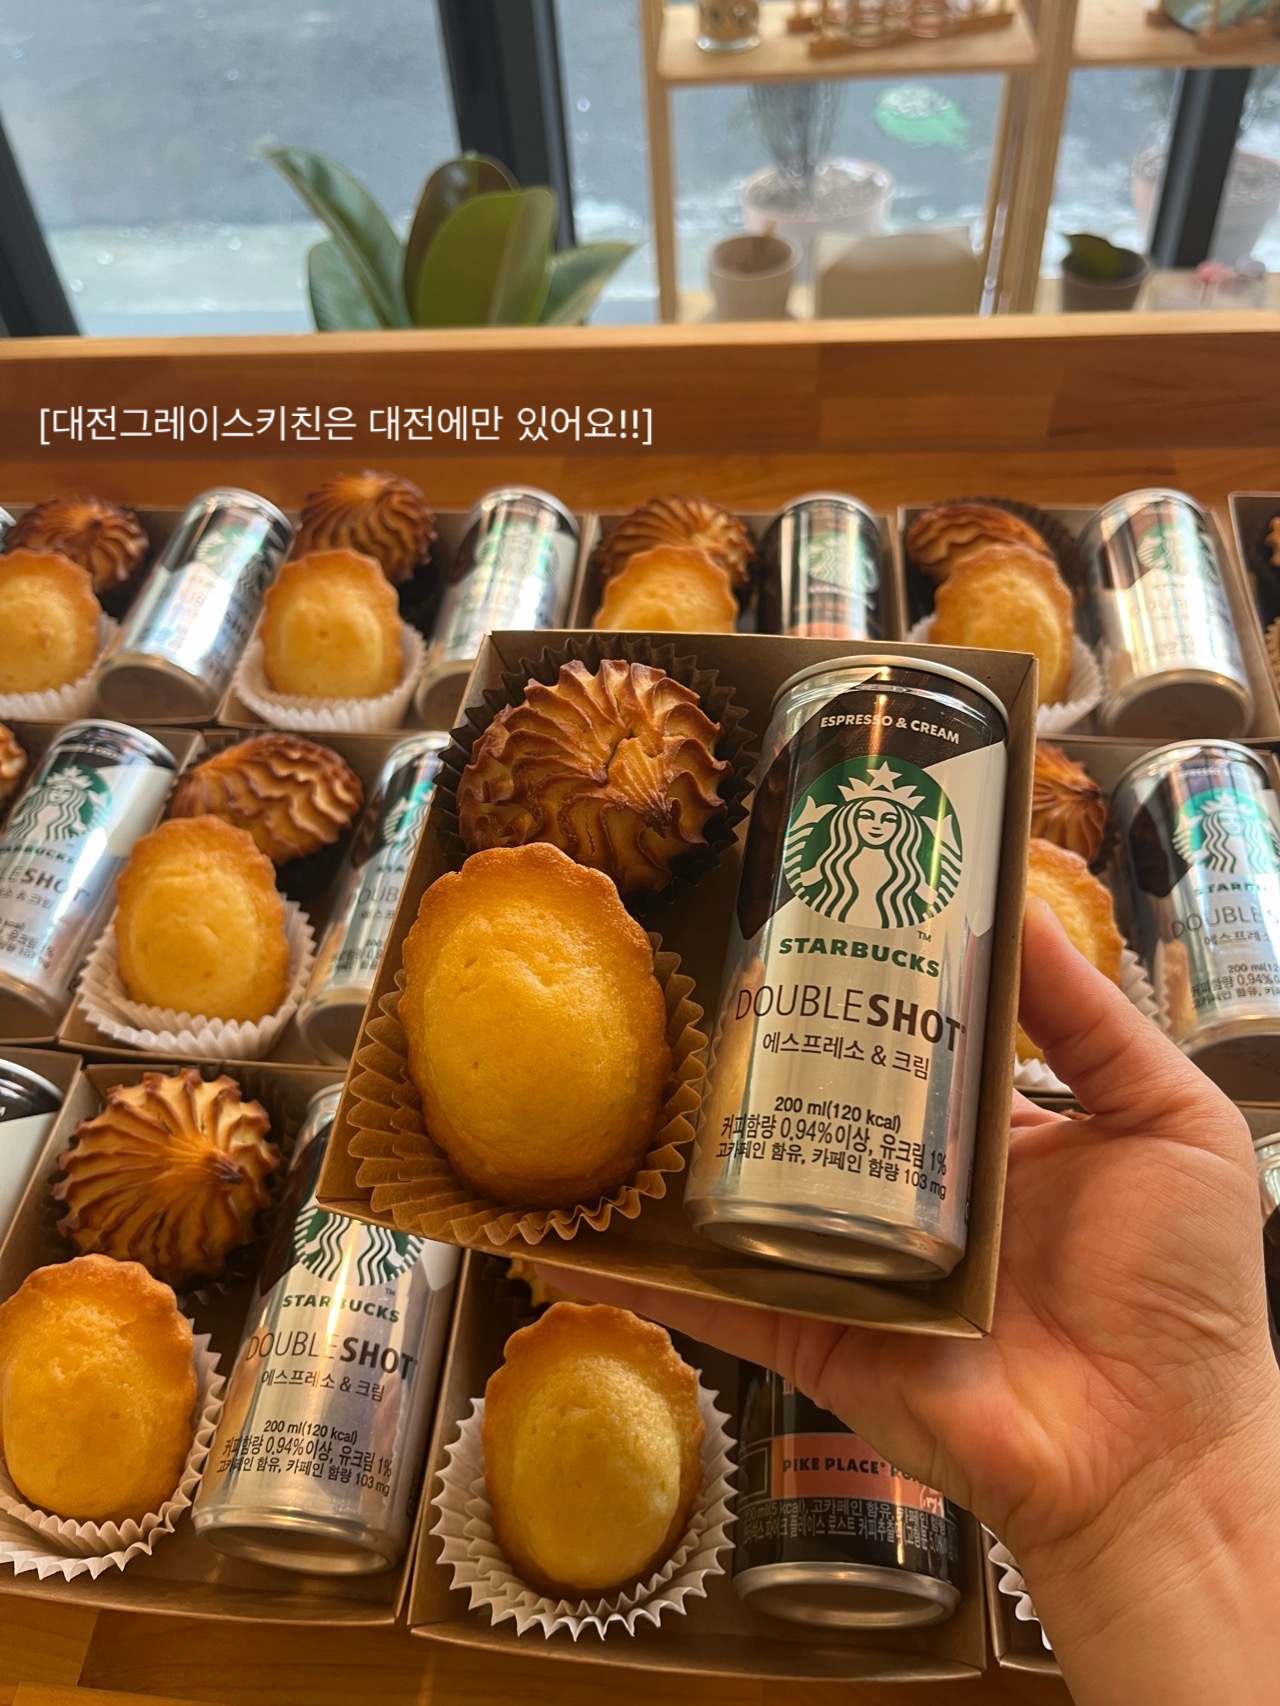 [대전그레이스키친은 대전에만 있어요!!]
ESPRESSO & CREAM
TM
STARBUCKS
DOUBLESHOT
에스프레소 & 크림
200 ml(120 kcal)
커피함량 0.94%이상, 유크림 1%
고카페인 함유, 카페인 함량 103 mg
STARBUCKS
DOUBLESHOT
에스프레소 & 크림
200 ml(120 kcal)
커피함량 0.94%이상, 유크림 1%
고카페인 함유, 카페인 함량 103 mg
PIKE PLACE
STARBUCKS